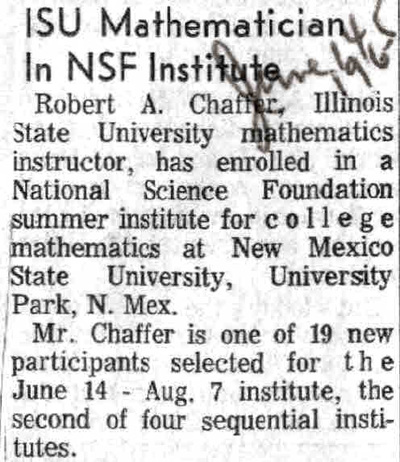 ISU Mathematician
In NSF Institute
June, 1965
Robert A. Chaffer, Illinois
State University mathematics
instructor, has enrolled in a
National Science Foundation
summer institute for college
mathematics at New Mexico
State University, University
Park, N. Mex.
Mr. Chaffer is one of 19 new
participants selected for the
June 14 - Aug. 7 institute, the
second of four sequential insti-
tutes.